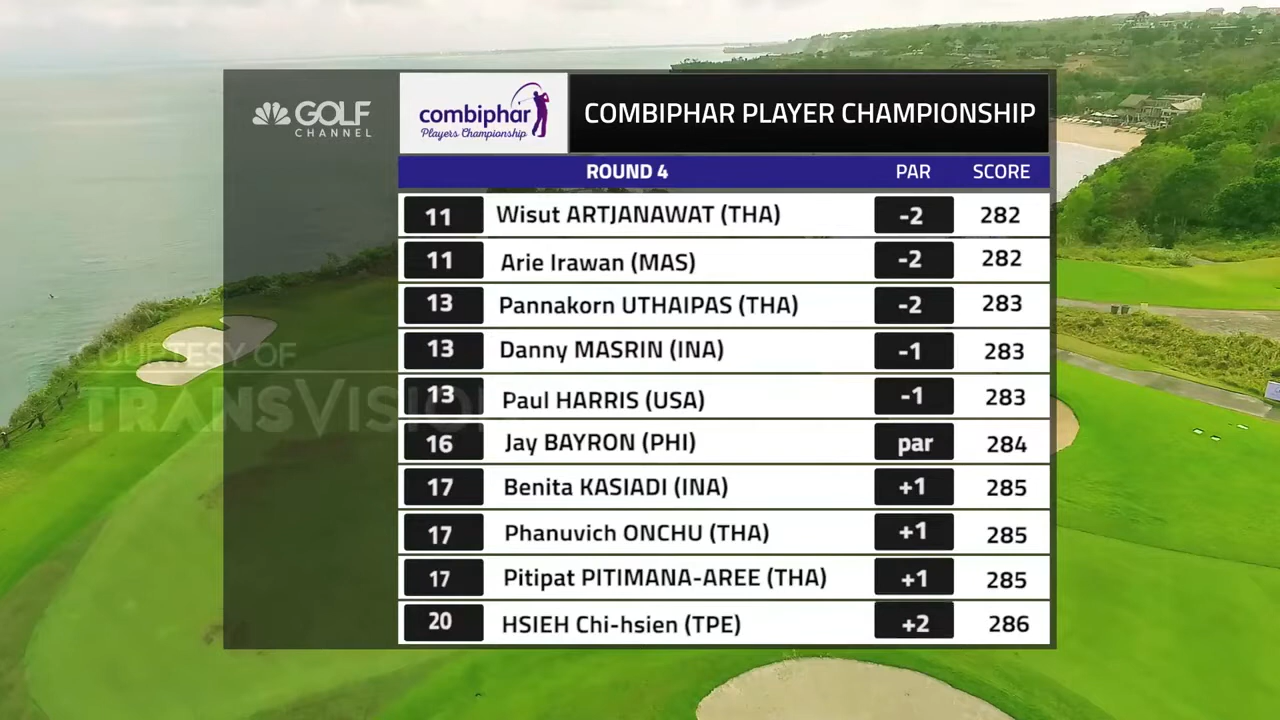 GOLF
CHANNEL
combiphar
Players Championship
COMBIPHAR PLAYER CHAMPIONSHIP
ROUND 4 PAR SCORE
11 Wisut ARTJANAWAT (THA) -2 282
11 Arie Irawan (MAS) -2 282
13 Pannakorn UTHAIPAS (THA) -2 283
13 Danny MASRIN (INA) -1 283
13 Paul HARRIS (USA) -1 283
16 Jay BAYRON (PHI) par 284
17 Benita KASIADI (INA) +1 285
17 Phanuvich ONCHU (THA) +1 285
17 Pitipat PITIMANA-AREE (THA) +1 285
20 HSIEH Chi-hsien (TPE) +2 286
COURTESY OF
TRANSVISION